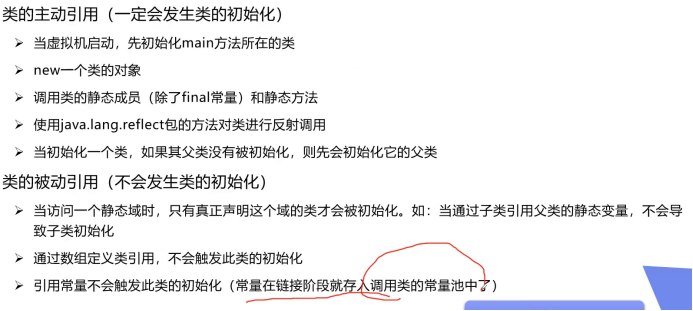 类的主动引用（一定会发生类的初始化）
➢ 当虚拟机启动，先初始化main方法所在的类
➢ new一个类的对象
➢ 调用类的静态成员（除了final常量）和静态方法
➢ 使用java.lang.reflect包的方法对类进行反射调用
➢ 当初始化一个类，如果其父类没有被初始化，则先会初始化它的父类
类的被动引用（不会发生类的初始化）
➢ 当访问一个静态域时，只有真正声明这个域的类才会被初始化。如：当通过子类引用父类的静态变量，不会导
致子类初始化
➢ 通过数组定义类引用，不会触发此类的初始化
➢ 引用常量不会触发此类的初始化（常量在链接阶段就存入调用类的常量池中了）